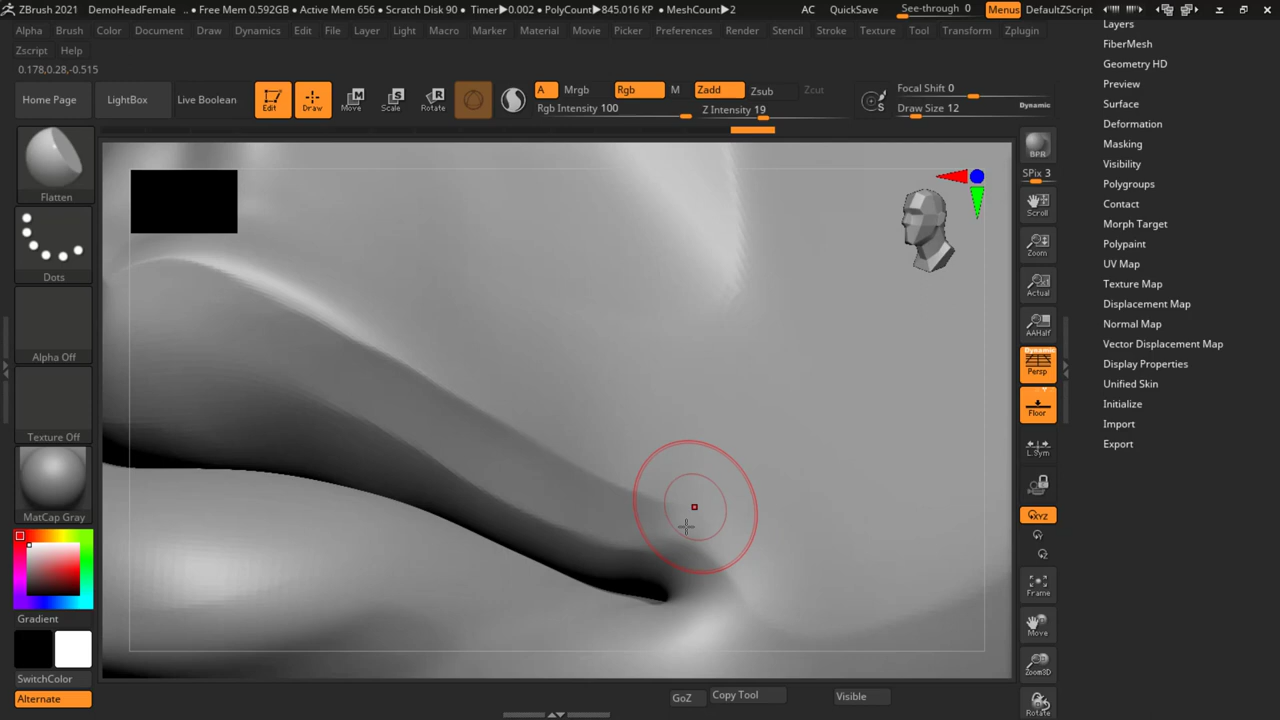 ZBrush 2021 DemoHeadFemale .. • Free Mem 0.592GB • Active Mem 656 • Scratch Disk 90 • Timer▶0.002 • PolyCount▶845.016 KP • MeshCount▶2 AC QuickSave See-through 0 Menus DefaultZScript
Alpha Brush Color Document Draw Dynamics Edit File Layer Light Macro Marker Material Movie Picker Preferences Render Stencil Stroke Texture Tool Transform Zplugin
Zscript Help
0.178,0.28,-0.515
Home Page LightBox Live Boolean Edit Draw Move Scale Rotate
A Mrgb Rgb M Zadd Zsub Zcut
Rgb Intensity 100 Z Intensity 19
S Focal Shift 0
Draw Size 12 Dynamic
Flatten
Dots
Alpha Off
Texture Off
MatCap Gray
Gradient
SwitchColor
Alternate
BPR
SPix 3
Scroll
Zoom
Actual
AAHalf
Dynamic
Persp
Floor
L.Sym
XYZ
Y
Z
Frame
Move
Zoom3D
Rotate
Layers
FiberMesh
Geometry HD
Preview
Surface
Deformation
Masking
Visibility
Polygroups
Contact
Morph Target
Polypaint
UV Map
Texture Map
Displacement Map
Normal Map
Vector Displacement Map
Display Properties
Unified Skin
Initialize
Import
Export
GoZ Copy Tool Visible